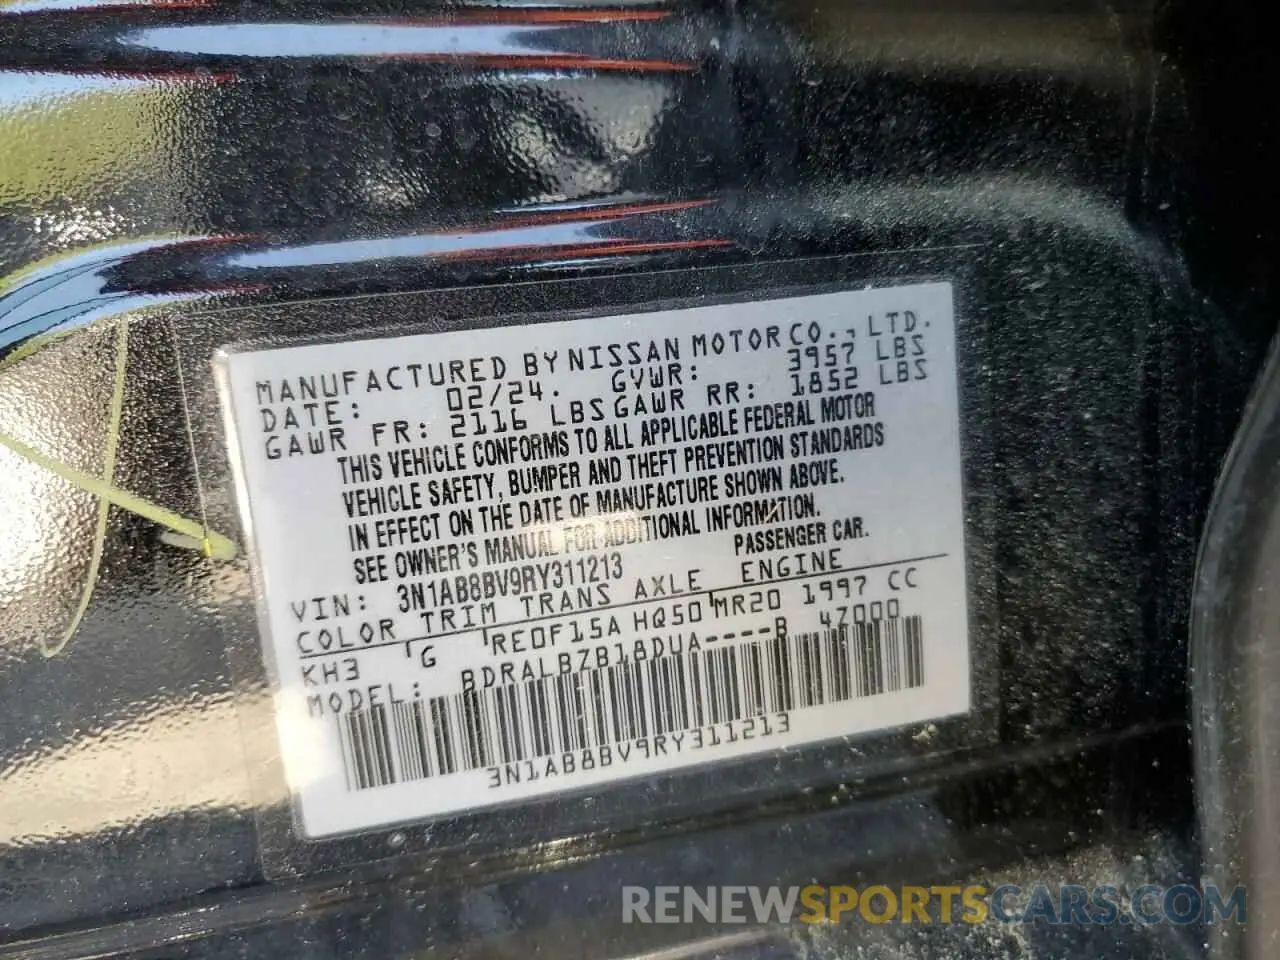 MANUFACTURED BY NISSAN MOTOR CO., LTD.
DATE: 02/24. GVWR: 3957 LBS
GAWR FR: 2116 LBS GAWR RR: 1852 LBS
THIS VEHICLE CONFORMS TO ALL APPLICABLE FEDERAL MOTOR
VEHICLE SAFETY, BUMPER AND THEFT PREVENTION STANDARDS
IN EFFECT ON THE DATE OF MANUFACTURE SHOWN ABOVE.
SEE OWNER'S MANUAL FOR ADDITIONAL INFORMATION.
VIN: 3N1AB8BV9RY311213 PASSENGER CAR.
COLOR TRIM TRANS AXLE ENGINE
KH3 G RE0F15A HQ50 MR20 1997 CC
MODEL: BDRALBZB18DUA----B 4Z000
3N1AB8BV9RY311213
RENEWSPORTSCARS.COM